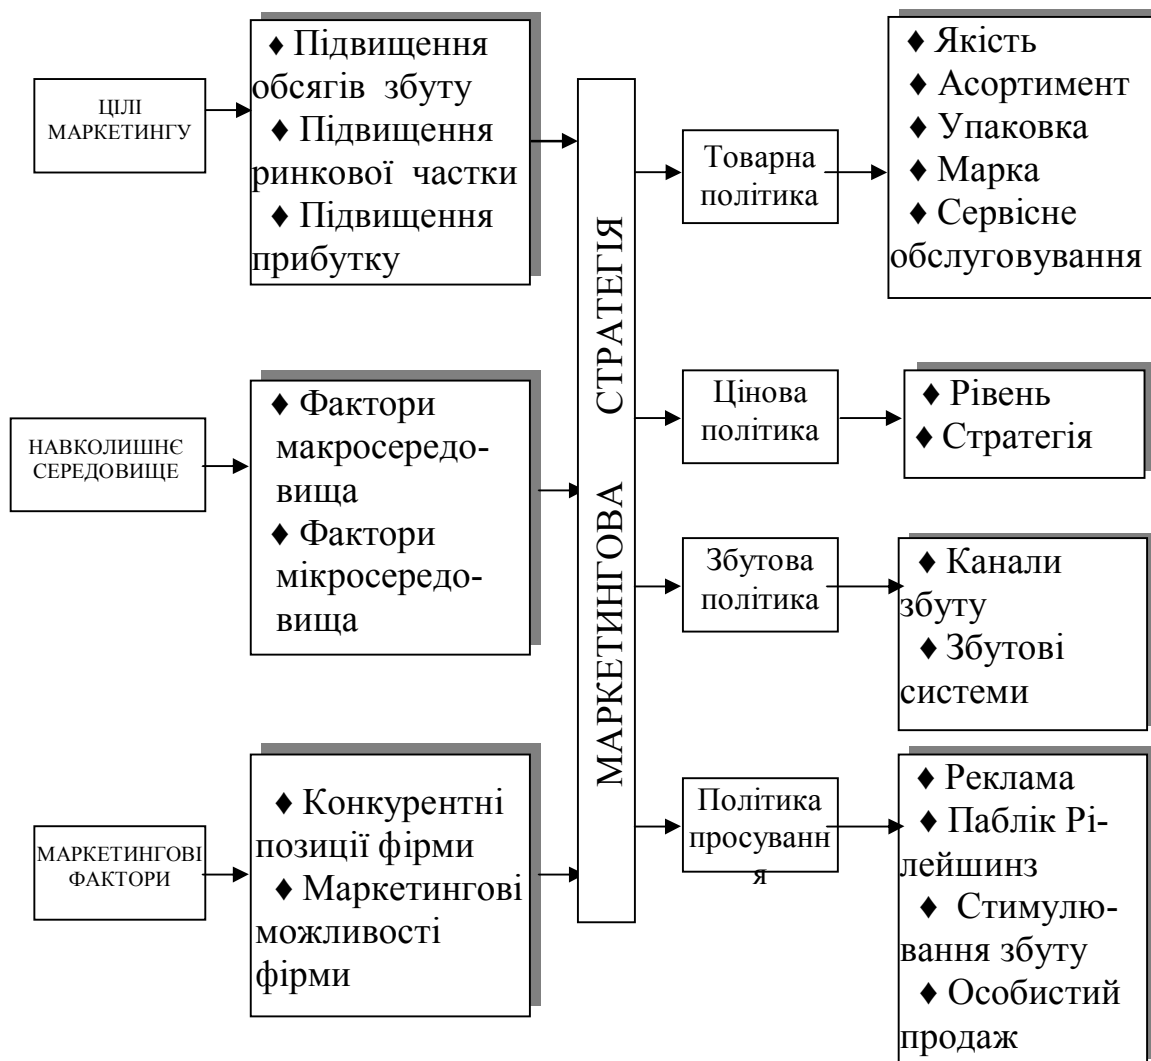 ЦІЛІ
МАРКЕТИНГУ
♦ Підвищення
обсягів збуту
♦ Підвищення
ринкової частки
♦ Підвищення
прибутку
НАВКОЛИШНЄ
СЕРЕДОВИЩЕ
♦ Фактори
макросередо-
вища
♦ Фактори
мікросередо-
вища
МАРКЕТИНГОВІ
ФАКТОРИ
♦ Конкурентні
позиції фірми
♦ Маркетингові
можливості
фірми
МАРКЕТИНГОВА СТРАТЕГІЯ
Товарна
політика
♦ Якість
♦ Асортимент
♦ Упаковка
♦ Марка
♦ Сервісне
обслуговування
Цінова
політика
♦ Рівень
♦ Стратегія
Збутова
політика
♦ Канали
збуту
♦ Збутові
системи
Політика
просуванн
я
♦ Реклама
♦ Паблік Рі-
лейшинз
♦ Стимулю-
вання збуту
♦ Особистий
продаж